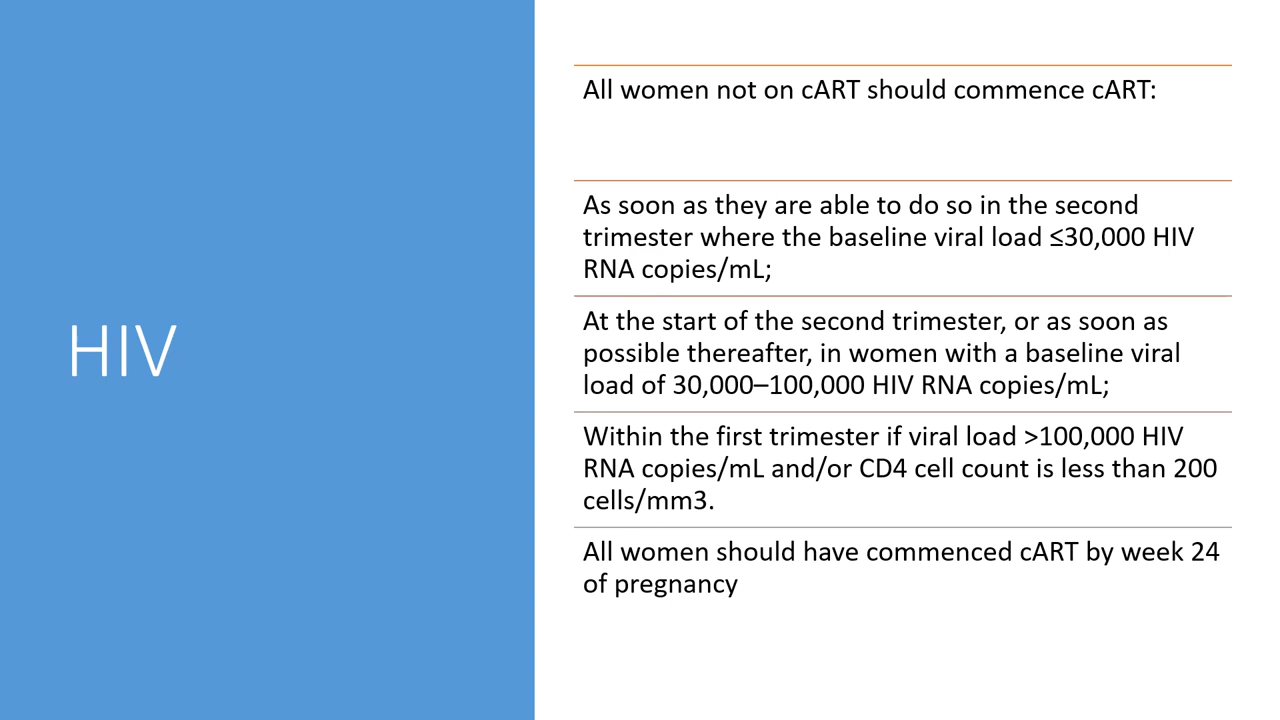 HIV
All women not on cART should commence cART:
As soon as they are able to do so in the second
trimester where the baseline viral load ≤30,000 HIV
RNA copies/mL;
At the start of the second trimester, or as soon as
possible thereafter, in women with a baseline viral
load of 30,000–100,000 HIV RNA copies/mL;
Within the first trimester if viral load >100,000 HIV
RNA copies/mL and/or CD4 cell count is less than 200
cells/mm3.
All women should have commenced cART by week 24
of pregnancy